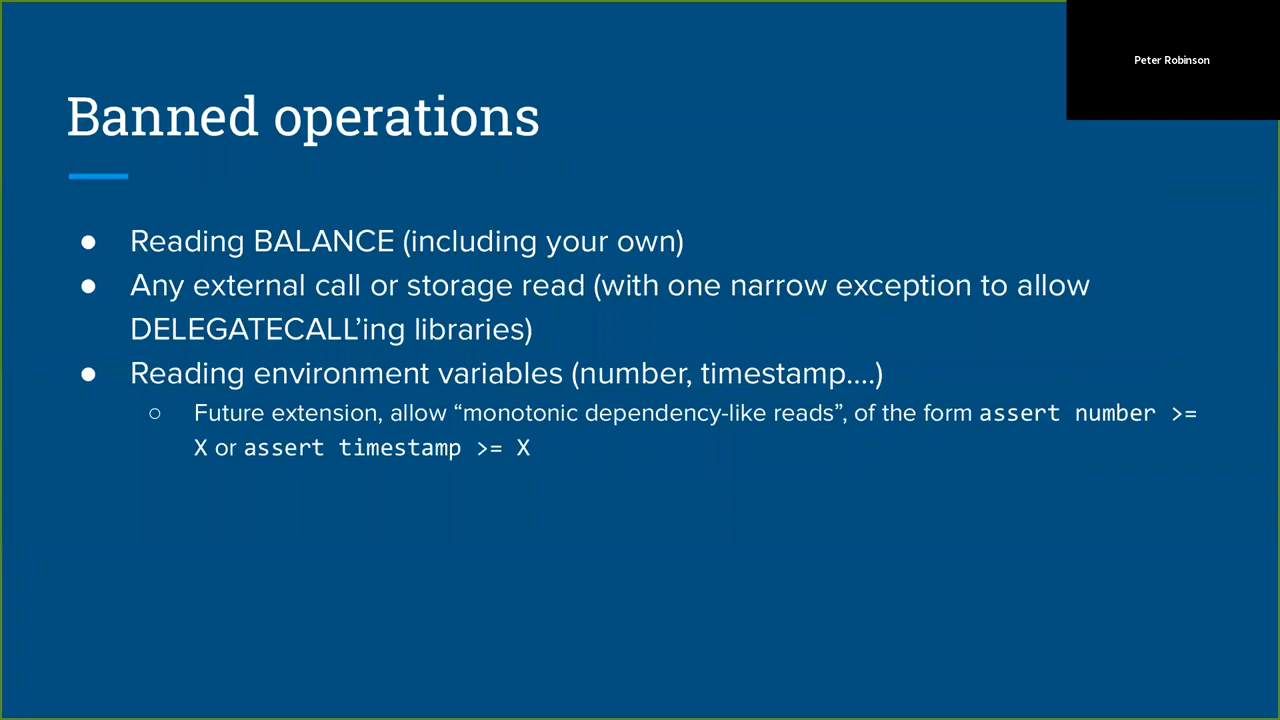 Peter Robinson
Banned operations
● Reading BALANCE (including your own)
● Any external call or storage read (with one narrow exception to allow
DELEGATECALL’ing libraries)
● Reading environment variables (number, timestamp....)
○ Future extension, allow “monotonic dependency-like reads”, of the form assert number >=
X or assert timestamp >= X